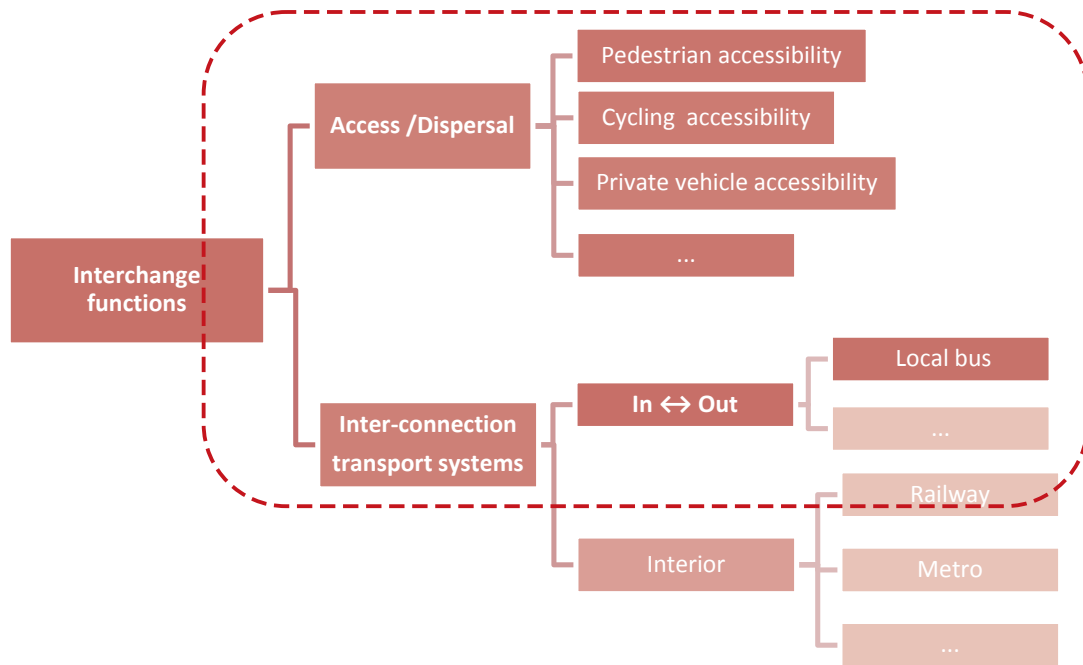 Interchange
functions
Access /Dispersal
Pedestrian accessibility
Cycling  accessibility
Private vehicle accessibility
...
Inter-connection
transport systems
In ↔ Out
Local bus
...
Interior
Railway
Metro
...